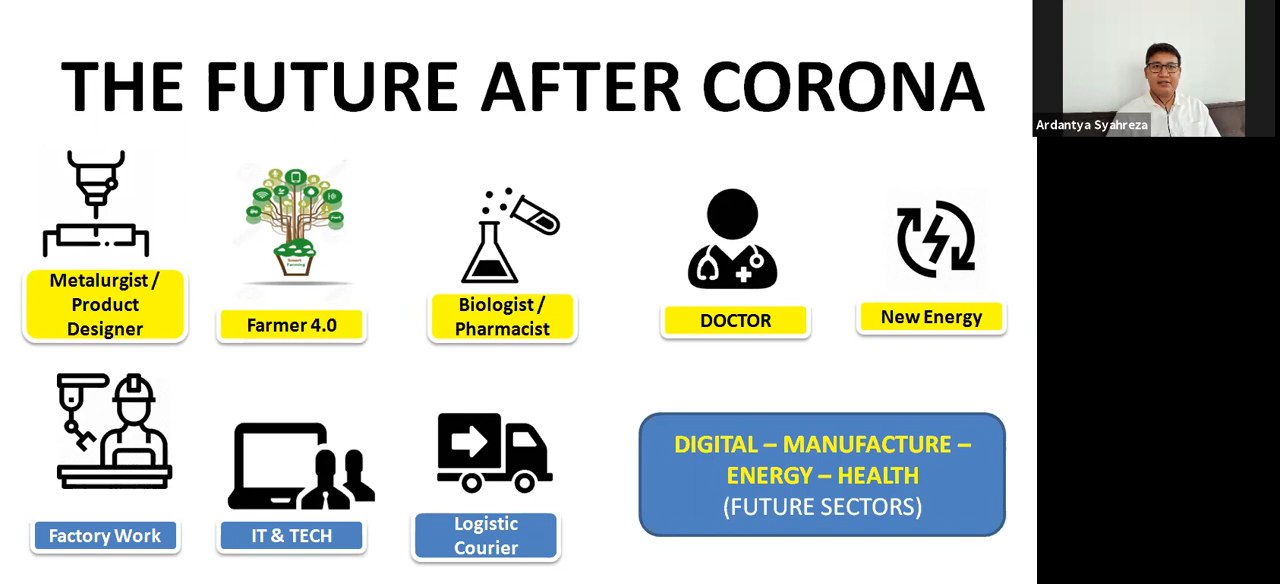 THE FUTURE AFTER CORONA
Ardantya Syahreza
Metalurgist /
Product
Designer
Farmer 4.0
Biologist /
Pharmacist
DOCTOR
New Energy
Factory Work
IT & TECH
Logistic
Courier
DIGITAL – MANUFACTURE –
ENERGY – HEALTH
(FUTURE SECTORS)